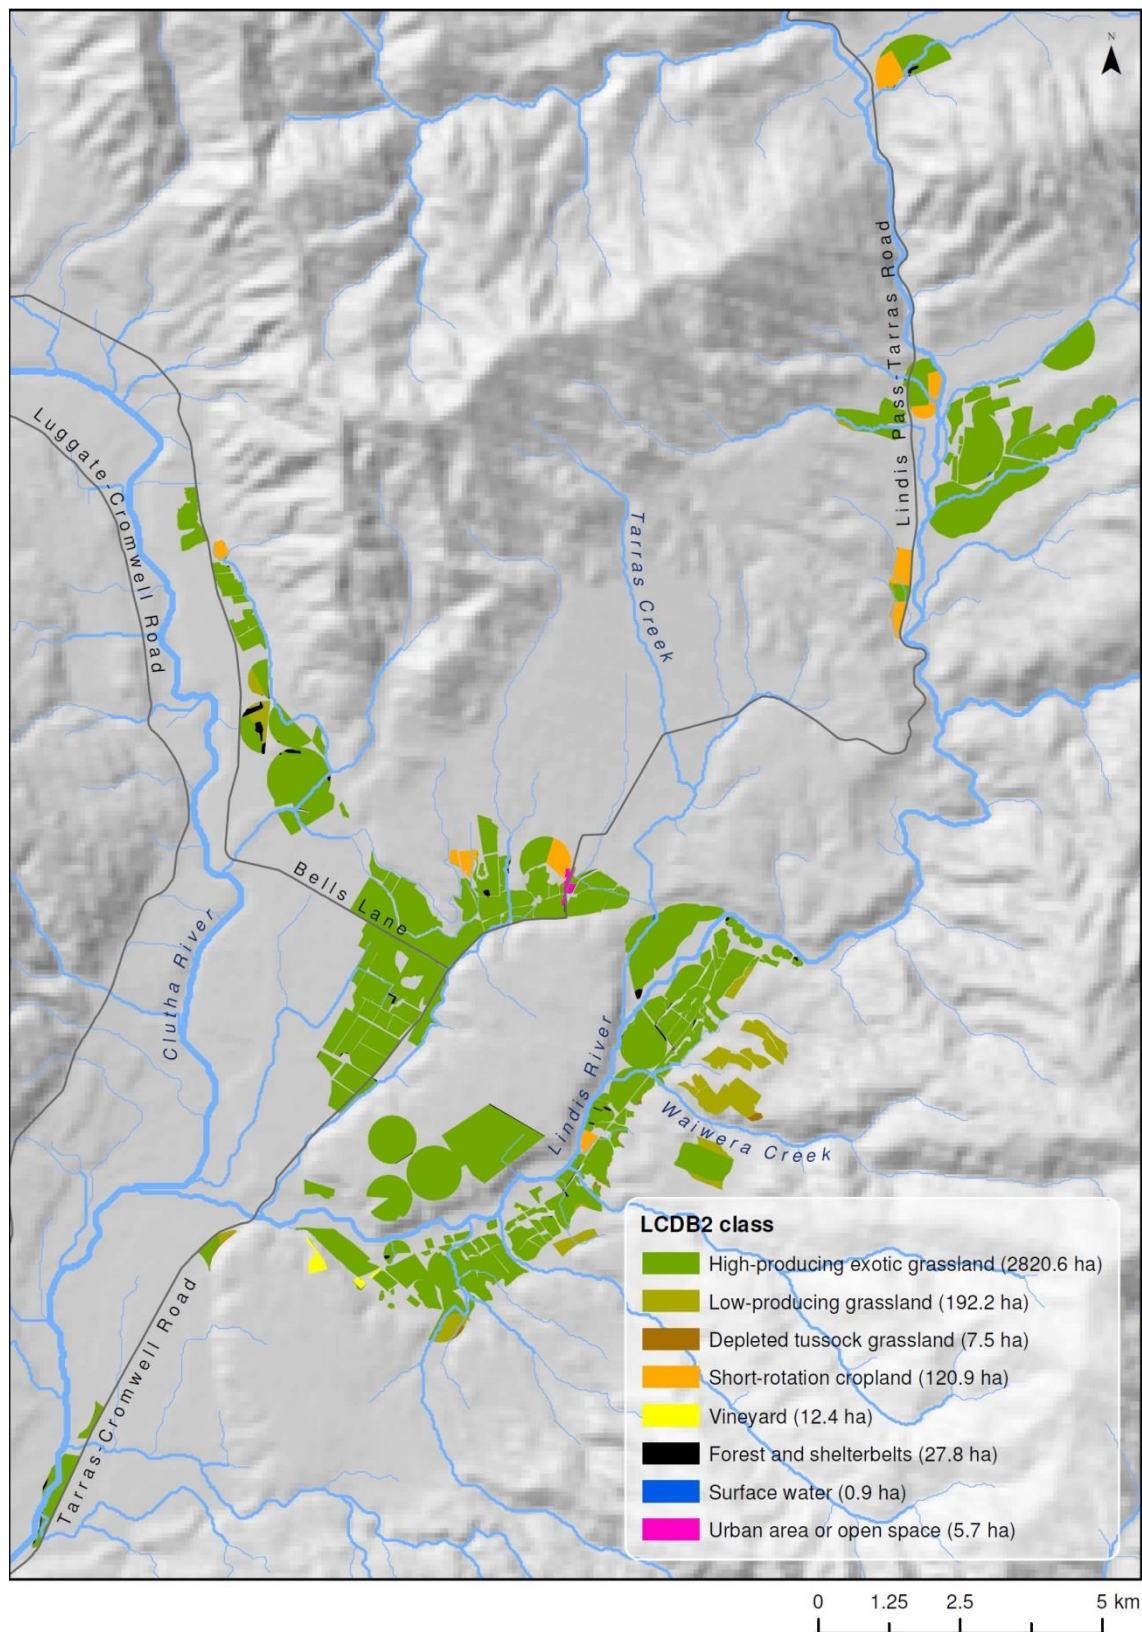 N
Lindis Pass-Tarras Road
Luggate-Cromwell Road
Tarras Creek
Bells Lane
Clutha River
Lindis River
Waiwera Creek
Tarras-Cromwell Road
LCDB2 class
High-producing exotic grassland (2820.6 ha)
Low-producing grassland (192.2 ha)
Depleted tussock grassland (7.5 ha)
Short-rotation cropland (120.9 ha)
Vineyard (12.4 ha)
Forest and shelterbelts (27.8 ha)
Surface water (0.9 ha)
Urban area or open space (5.7 ha)
0 1.25 2.5 5 km